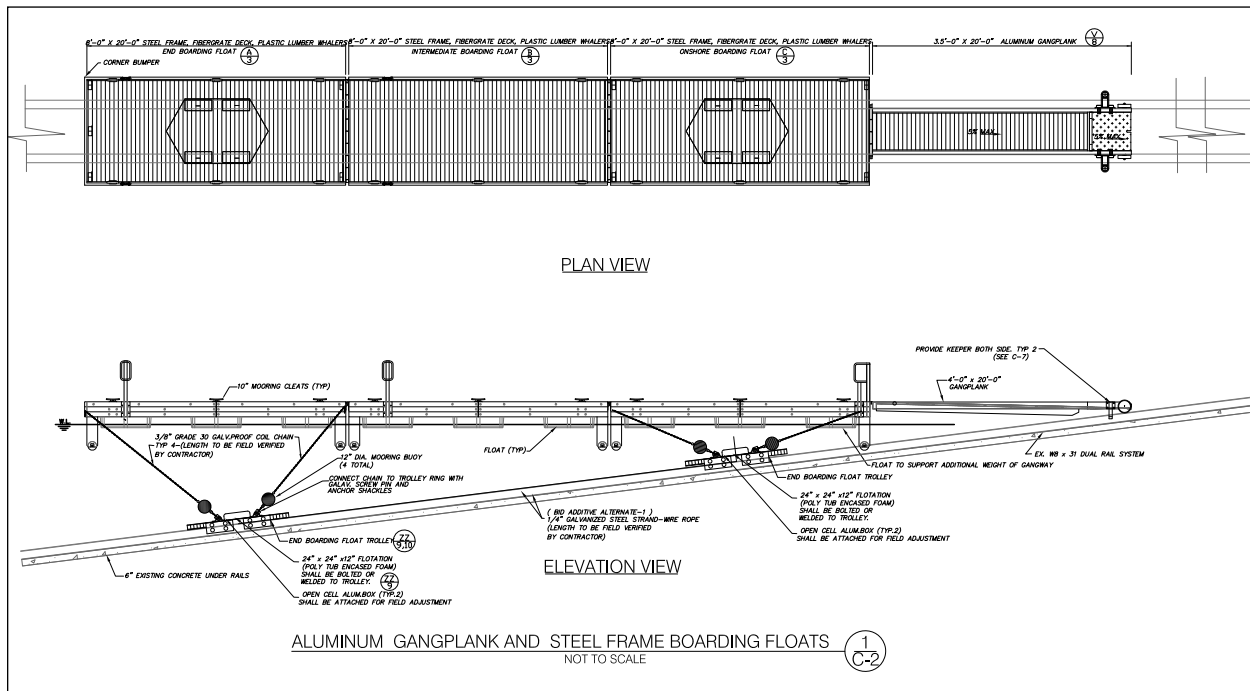 8'-0" X 20'-0" STEEL FRAME, FIBERGRATE DECK, PLASTIC LUMBER WHALERS
END BOARDING FLOAT
A
3
8'-0" X 20'-0" STEEL FRAME, FIBERGRATE DECK, PLASTIC LUMBER WHALERS
INTERMEDIATE BOARDING FLOAT
B
3
8'-0" X 20'-0" STEEL FRAME, FIBERGRATE DECK, PLASTIC LUMBER WHALERS
ONSHORE BOARDING FLOAT
C
3
3.5'-0" X 20'-0" ALUMINUM GANGPLANK
V
8
CORNER BUMPER
5% MAX.
5% MAX.
PLAN VIEW
PROVIDE KEEPER BOTH SIDE. TYP 2
(SEE C-7)
10" MOORING CLEATS (TYP)
4'-0" x 20'-0"
GANGPLANK
W.L.
3/8" GRADE 30 GALV.PROOF COIL CHAIN
TYP 4-(LENGTH TO BE FIELD VERIFIED
BY CONTRACTOR)
FLOAT (TYP)
12" DIA. MOORING BUOY
(4 TOTAL)
CONNECT CHAIN TO TROLLEY RING WITH
GALAV. SCREW PIN AND
ANCHOR SHACKLES
EX. W8 x 31 DUAL RAIL SYSTEM
FLOAT TO SUPPORT ADDITIONAL WEIGHT OF GANGWAY
END BOARDING FLOAT TROLLEY
24" x 24" x12" FLOTATION
(POLY TUB ENCASED FOAM)
SHALL BE BOLTED OR
WELDED TO TROLLEY.
OPEN CELL ALUM.BOX (TYP.2)
SHALL BE ATTACHED FOR FIELD ADJUSTMENT
( BID ADDITIVE ALTERNATE-1 )
1/4" GALVANIZED STEEL STRAND-WIRE ROPE
(LENGTH TO BE FIELD VERIFIED
BY CONTRACTOR)
END BOARDING FLOAT TROLLEY
ZZ
9,10
24" x 24" x12" FLOTATION
(POLY TUB ENCASED FOAM)
SHALL BE BOLTED OR
WELDED TO TROLLEY.
ZZ
9
OPEN CELL ALUM.BOX (TYP.2)
SHALL BE ATTACHED FOR FIELD ADJUSTMENT
6" EXISTING CONCRETE UNDER RAILS
ELEVATION VIEW
ALUMINUM GANGPLANK AND STEEL FRAME BOARDING FLOATS
NOT TO SCALE
1
C-2